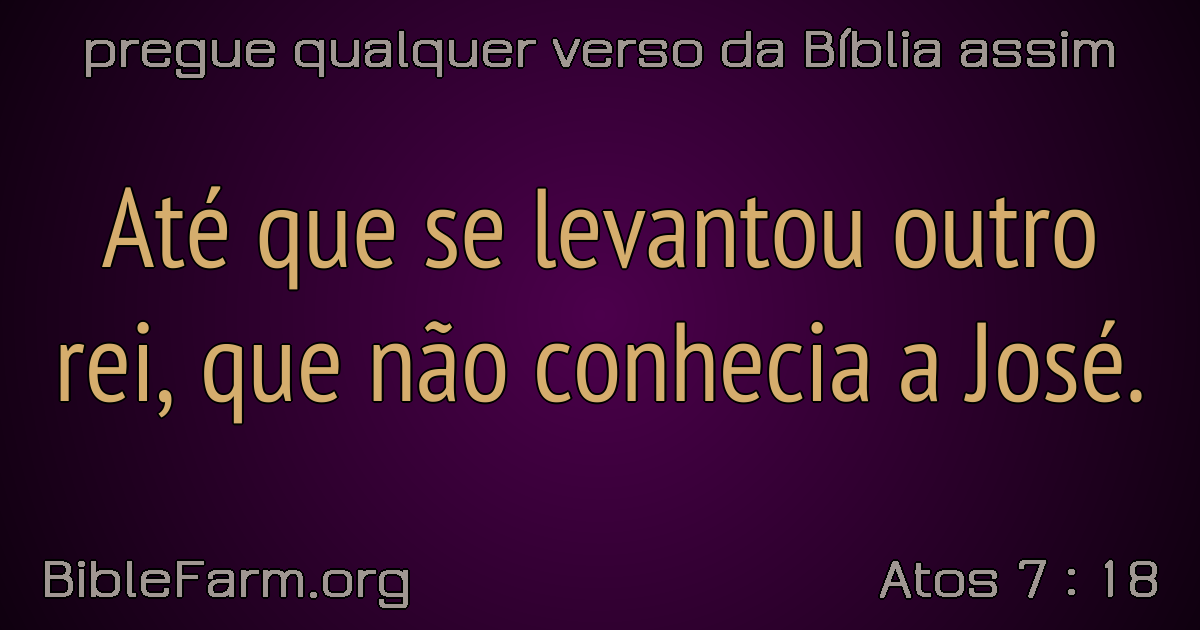 pregue qualquer verso da Bíblia assim
Até que se levantou outro
rei, que não conhecia a José.
BibleFarm.org
Atos 7 : 18